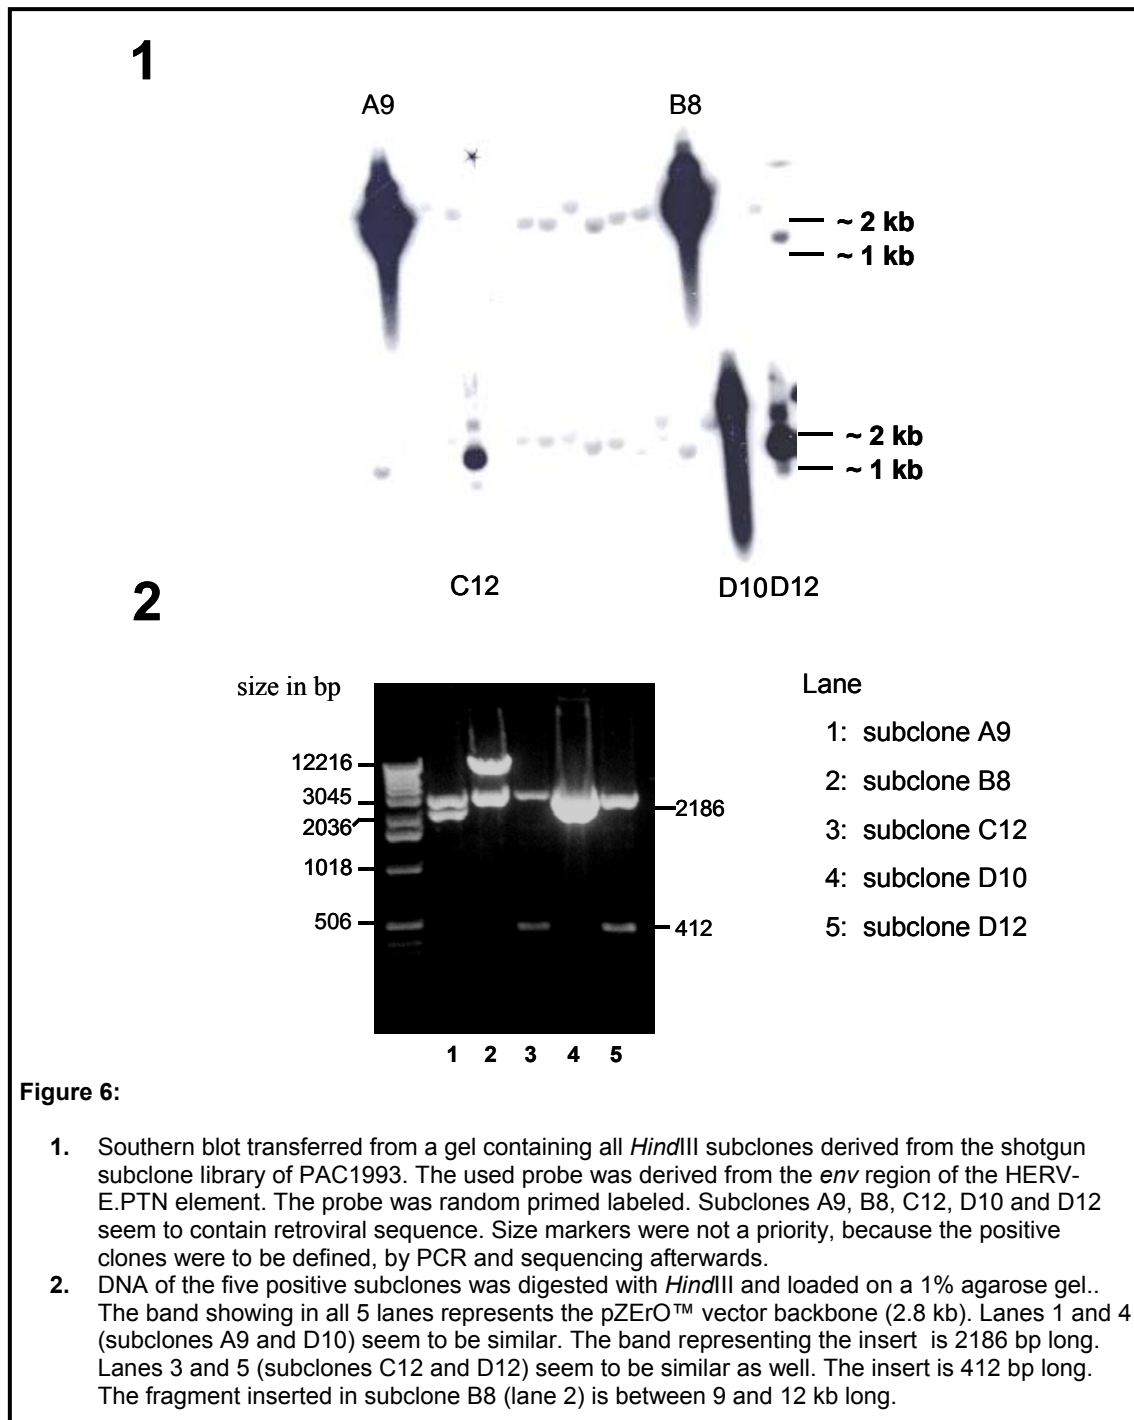 1
A9
B8
~ 2 kb
~ 1 kb
~ 2 kb
~ 1 kb
C12
D10D12
2
size in bp
Lane
1: subclone A9
2: subclone B8
3: subclone C12
4: subclone D10
5: subclone D12
12216
3045
2036
1018
506
2186
412
1 2 3 4 5
Figure 6:
1. Southern blot transferred from a gel containing all HindIII subclones derived from the shotgun
subclone library of PAC1993. The used probe was derived from the env region of the HERV-
E.PTN element. The probe was random primed labeled. Subclones A9, B8, C12, D10 and D12
seem to contain retroviral sequence. Size markers were not a priority, because the positive
clones were to be defined, by PCR and sequencing afterwards.
2. DNA of the five positive subclones was digested with HindIII and loaded on a 1% agarose gel..
The band showing in all 5 lanes represents the pZErO™ vector backbone (2.8 kb). Lanes 1 and 4
(subclones A9 and D10) seem to be similar. The band representing the insert is 2186 bp long.
Lanes 3 and 5 (subclones C12 and D12) seem to be similar as well. The insert is 412 bp long.
The fragment inserted in subclone B8 (lane 2) is between 9 and 12 kb long.